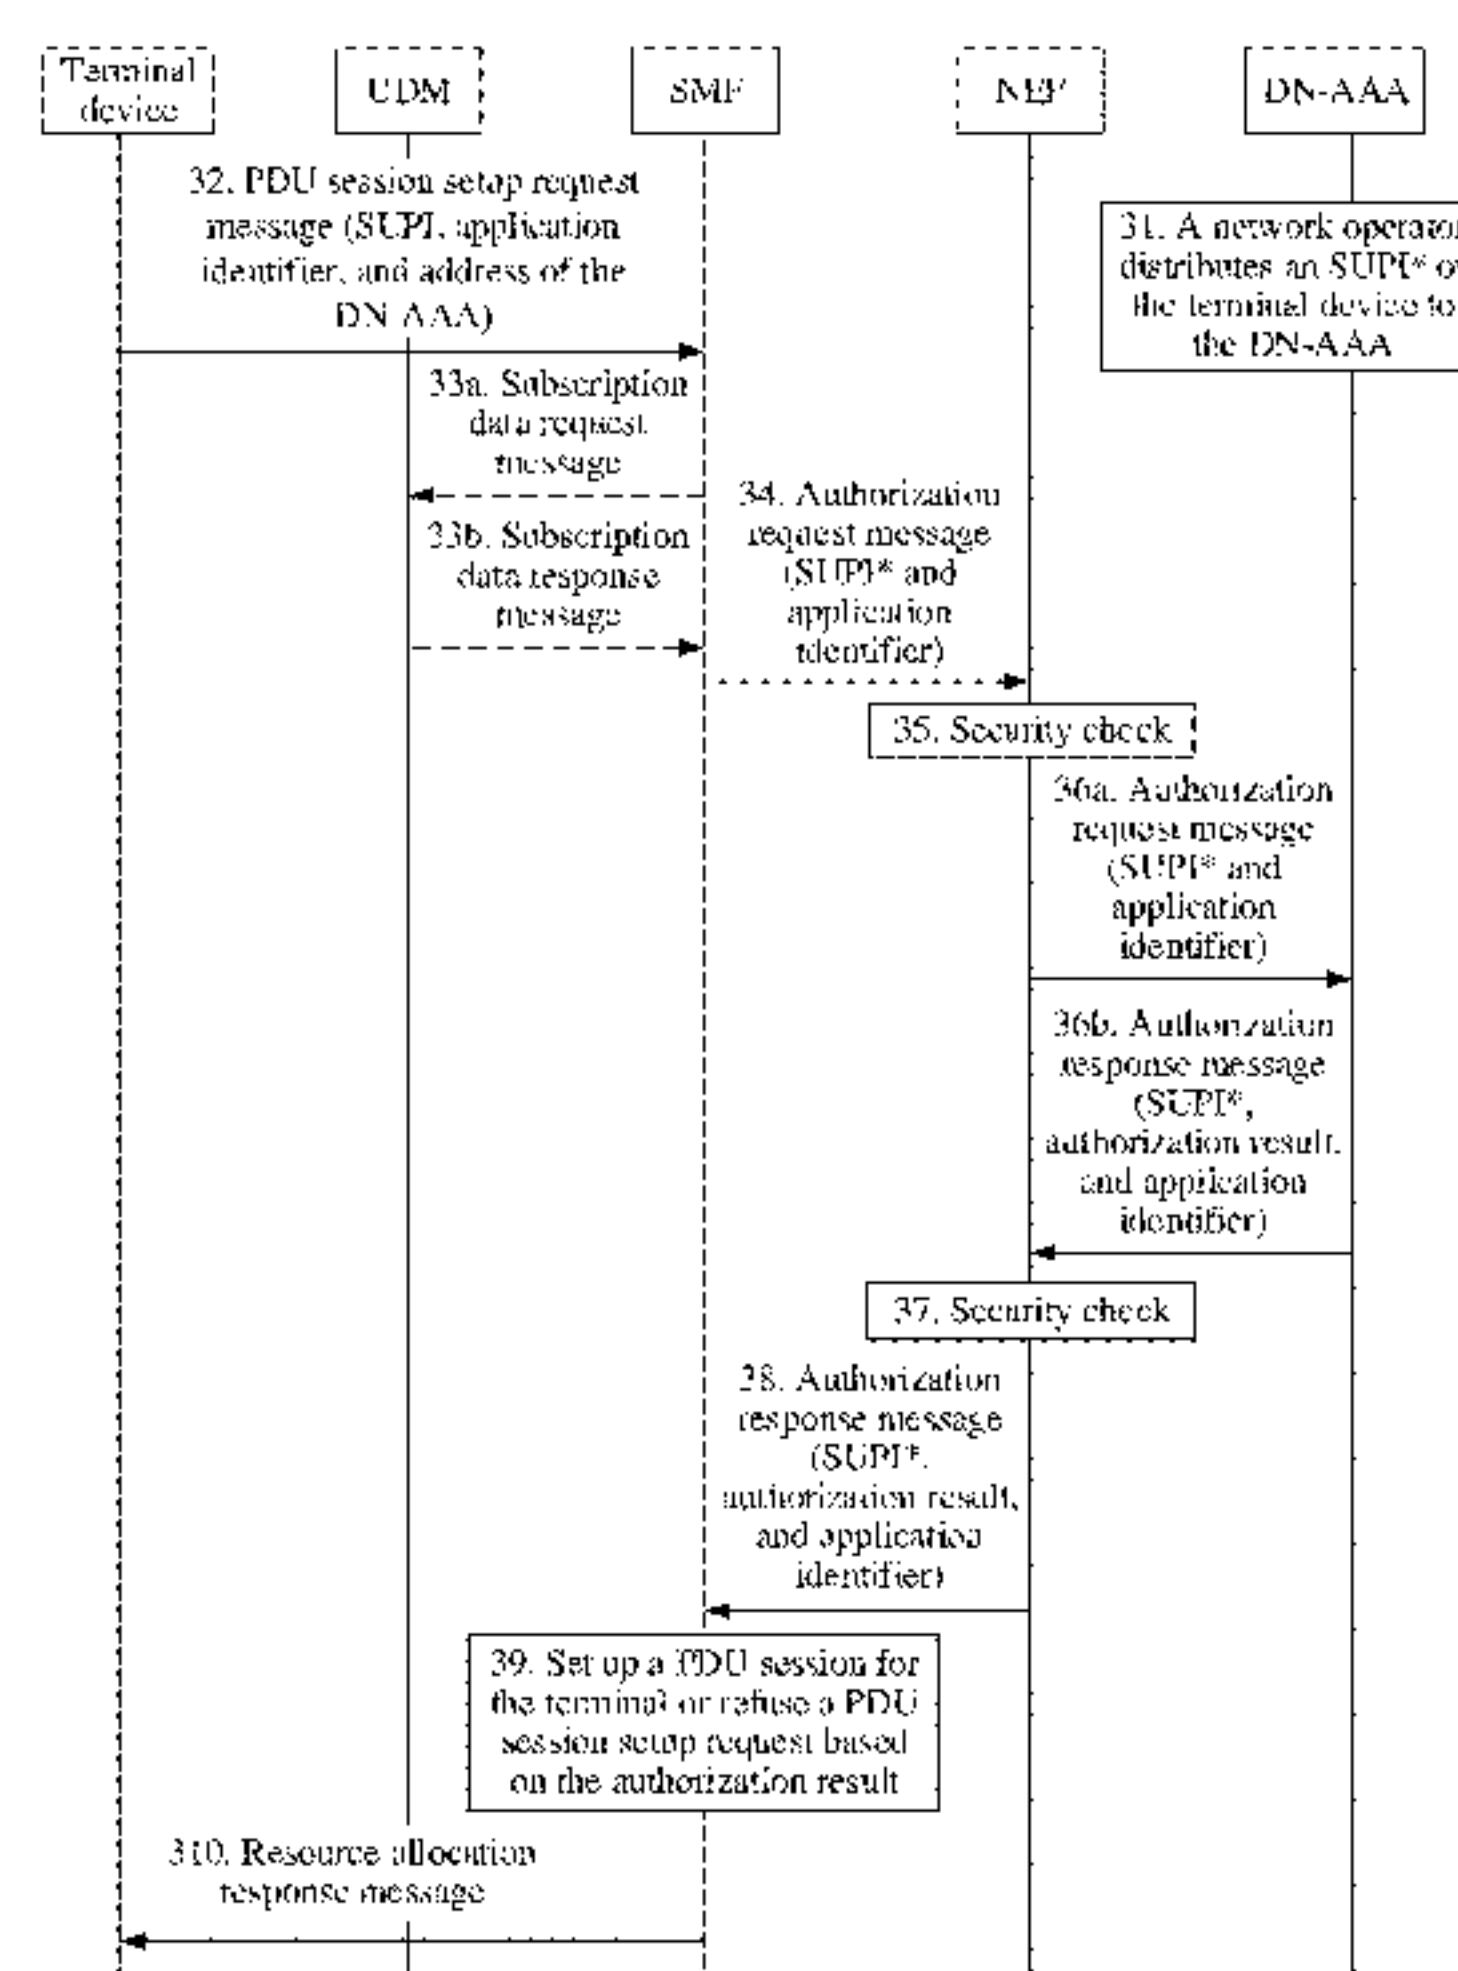 Terminal
device
UDM
SMF
NEF
DN-AAA
31. A network operator
distributes an SUPI* of
the terminal device to
the DN-AAA
32. PDU session setup request
message (SUPI, application
identifier, and address of the
DN-AAA)
33a. Subscription
data request
message
33b. Subscription
data response
message
34. Authorization
request message
(SUPI* and
application
identifier)
35. Security check
36a. Authorization
request message
(SUPI* and
application
identifier)
36b. Authorization
response message
(SUPI*,
authorization result,
and application
identifier)
37. Security check
38. Authorization
response message
(SUPI*,
authorization result,
and application
identifier)
39. Set up a PDU session for
the terminal or refuse a PDU
session setup request based
on the authorization result
310. Resource allocation
response message